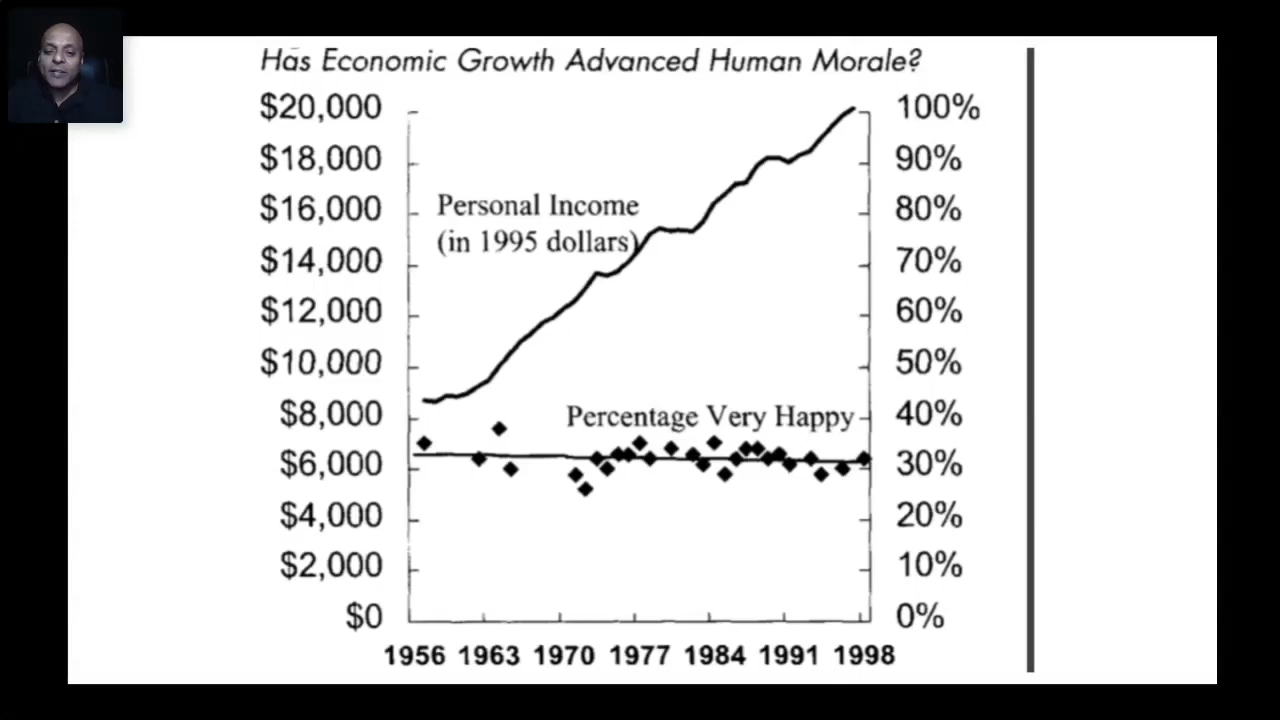 Has Economic Growth Advanced Human Morale?
$20,000 100%
$18,000 90%
Personal Income
$16,000 80%
(in 1995 dollars)
$14,000 70%
$12,000 60%
$10,000 50%
$8,000 Percentage Very Happy 40%
$6,000 30%
$4,000 20%
$2,000 10%
$0 0%
1956 1963 1970 1977 1984 1991 1998